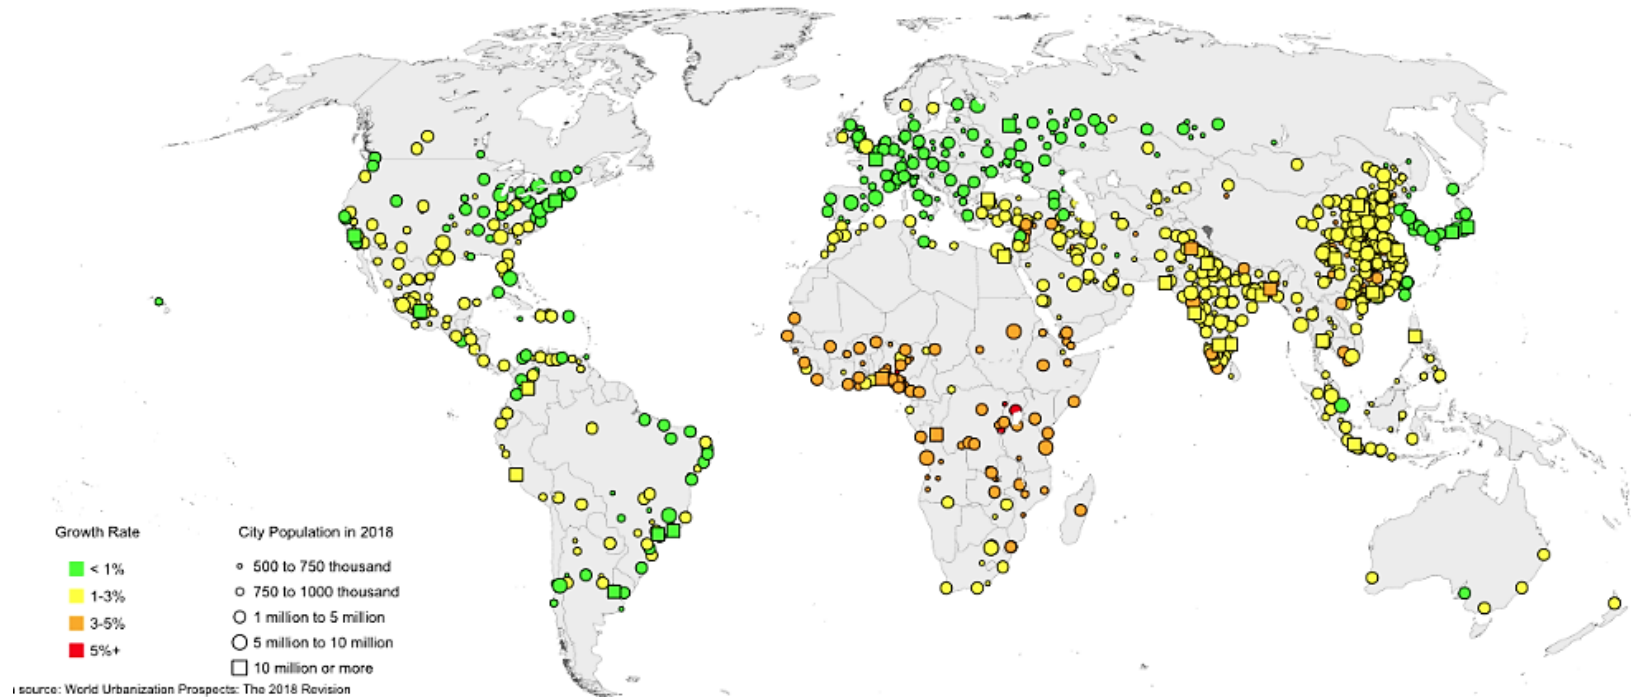 Growth Rate
< 1%
1-3%
3-5%
5%+
City Population in 2018
500 to 750 thousand
750 to 1000 thousand
1 million to 5 million
5 million to 10 million
10 million or more
source: World Urbanization Prospects: The 2018 Revision